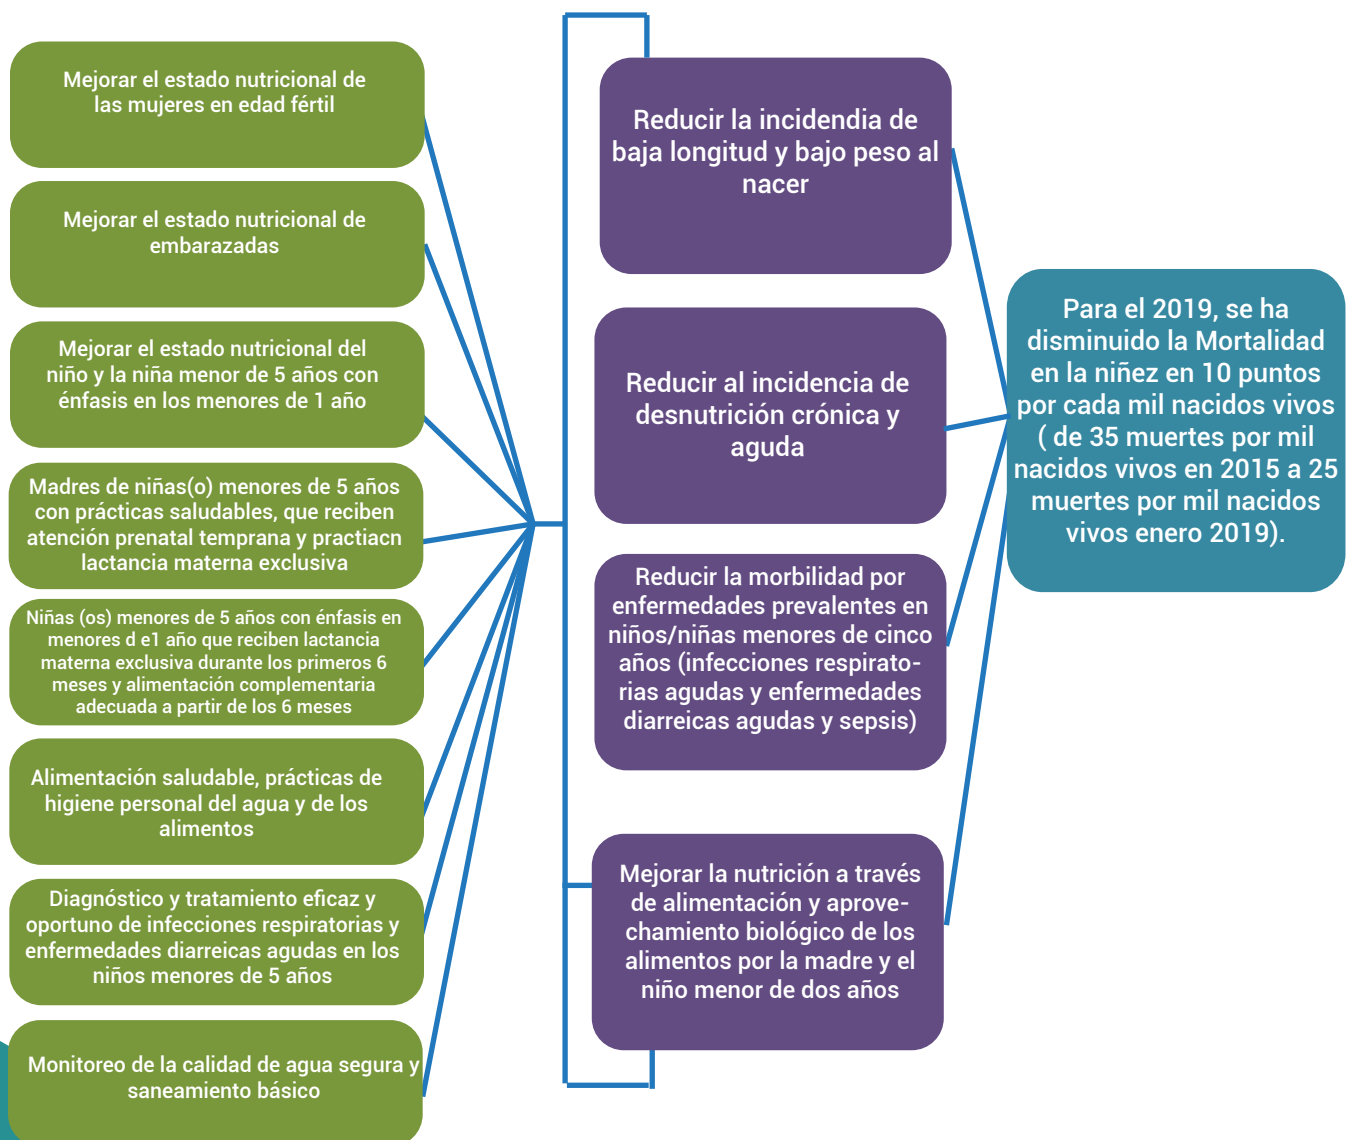 Mejorar el estado nutricional de
las mujeres en edad fértil
Mejorar el estado nutricional de
embarazadas
Mejorar el estado nutricional del
niño y la niña menor de 5 años con
énfasis en los menores de 1 año
Madres de niñas(o) menores de 5 años
con prácticas saludables, que reciben
atención prenatal temprana y practiacn
lactancia materna exclusiva
Niñas (os) menores de 5 años con énfasis en
menores d e1 año que reciben lactancia
materna exclusiva durante los primeros 6
meses y alimentación complementaria
adecuada a partir de los 6 meses
Alimentación saludable, prácticas de
higiene personal del agua y de los
alimentos
Diagnóstico y tratamiento eficaz y
oportuno de infecciones respiratorias y
enfermedades diarreicas agudas en los
niños menores de 5 años
Monitoreo de la calidad de agua segura y
saneamiento básico
Reducir la incidendia de
baja longitud y bajo peso al
nacer
Reducir al incidencia de
desnutrición crónica y
aguda
Reducir la morbilidad por
enfermedades prevalentes en
niños/niñas menores de cinco
años (infecciones respirato-
rias agudas y enfermedades
diarreicas agudas y sepsis)
Mejorar la nutrición a través
de alimentación y aprove-
chamiento biológico de los
alimentos por la madre y el
niño menor de dos años
Para el 2019, se ha
disminuido la Mortalidad
en la niñez en 10 puntos
por cada mil nacidos vivos
( de 35 muertes por mil
nacidos vivos en 2015 a 25
muertes por mil nacidos
vivos enero 2019).